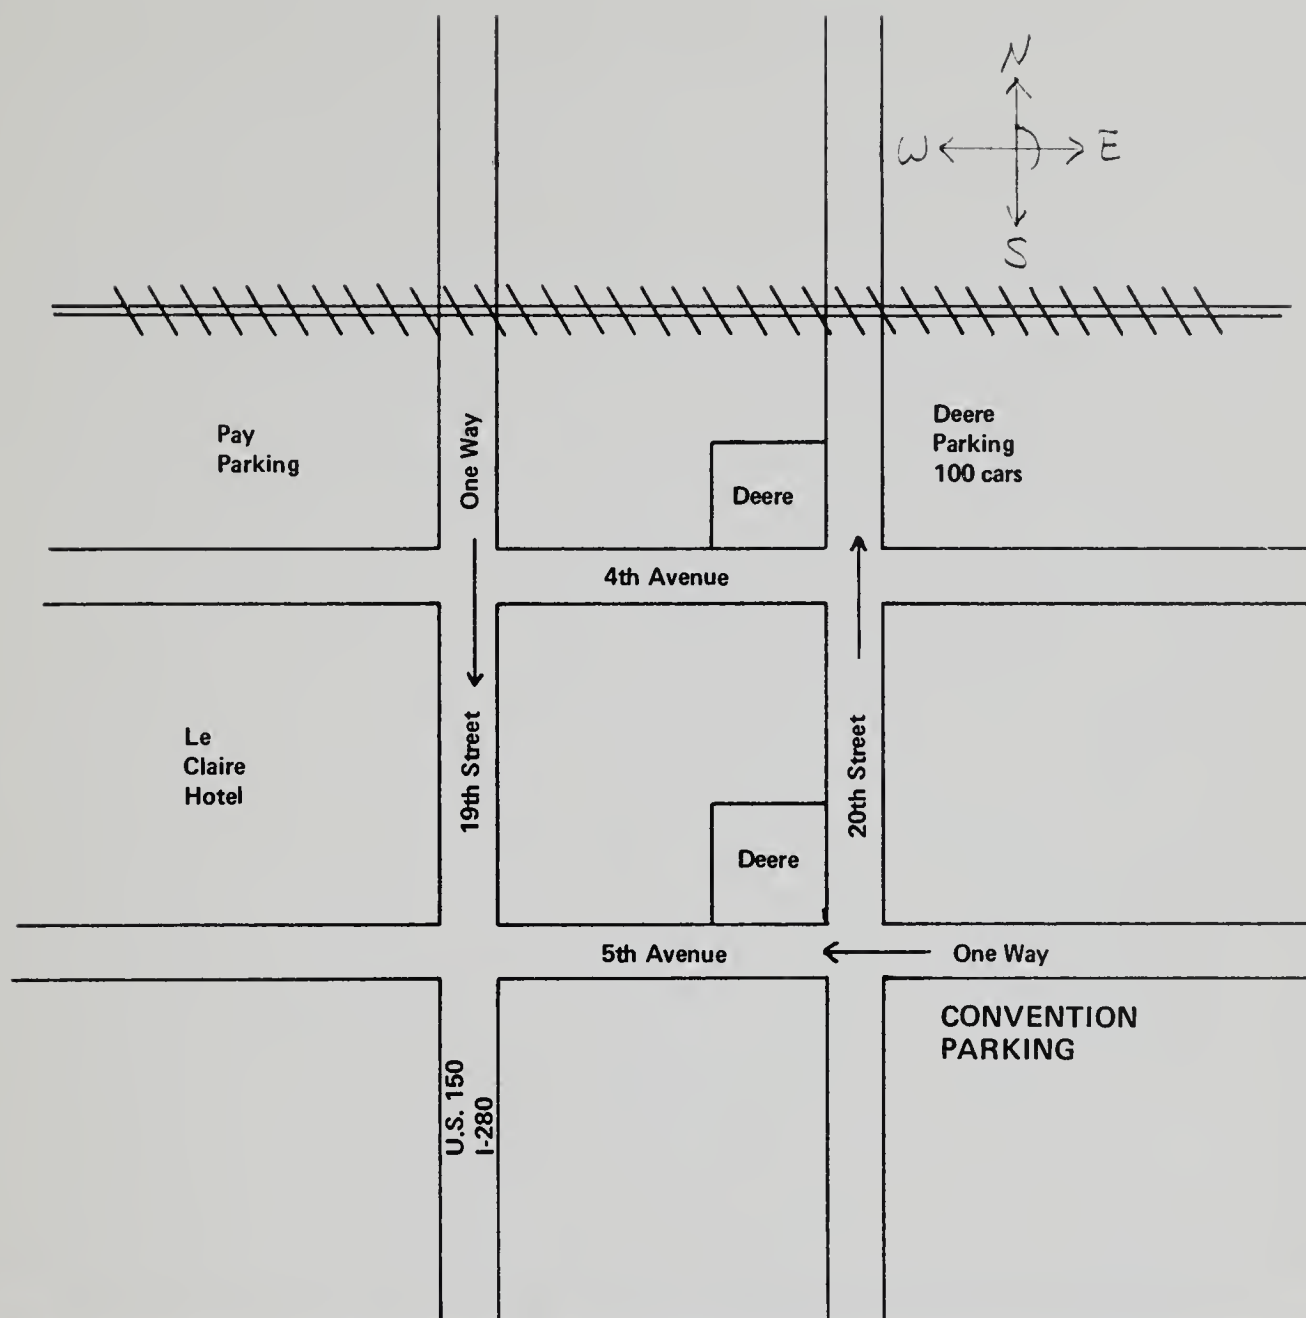 N
W E
S
Pay
Parking
One Way
Deere
Deere
Parking
100 cars
4th Avenue
Le
Claire
Hotel
19th Street
20th Street
Deere
5th Avenue
One Way
CONVENTION
PARKING
U.S. 150
I-280